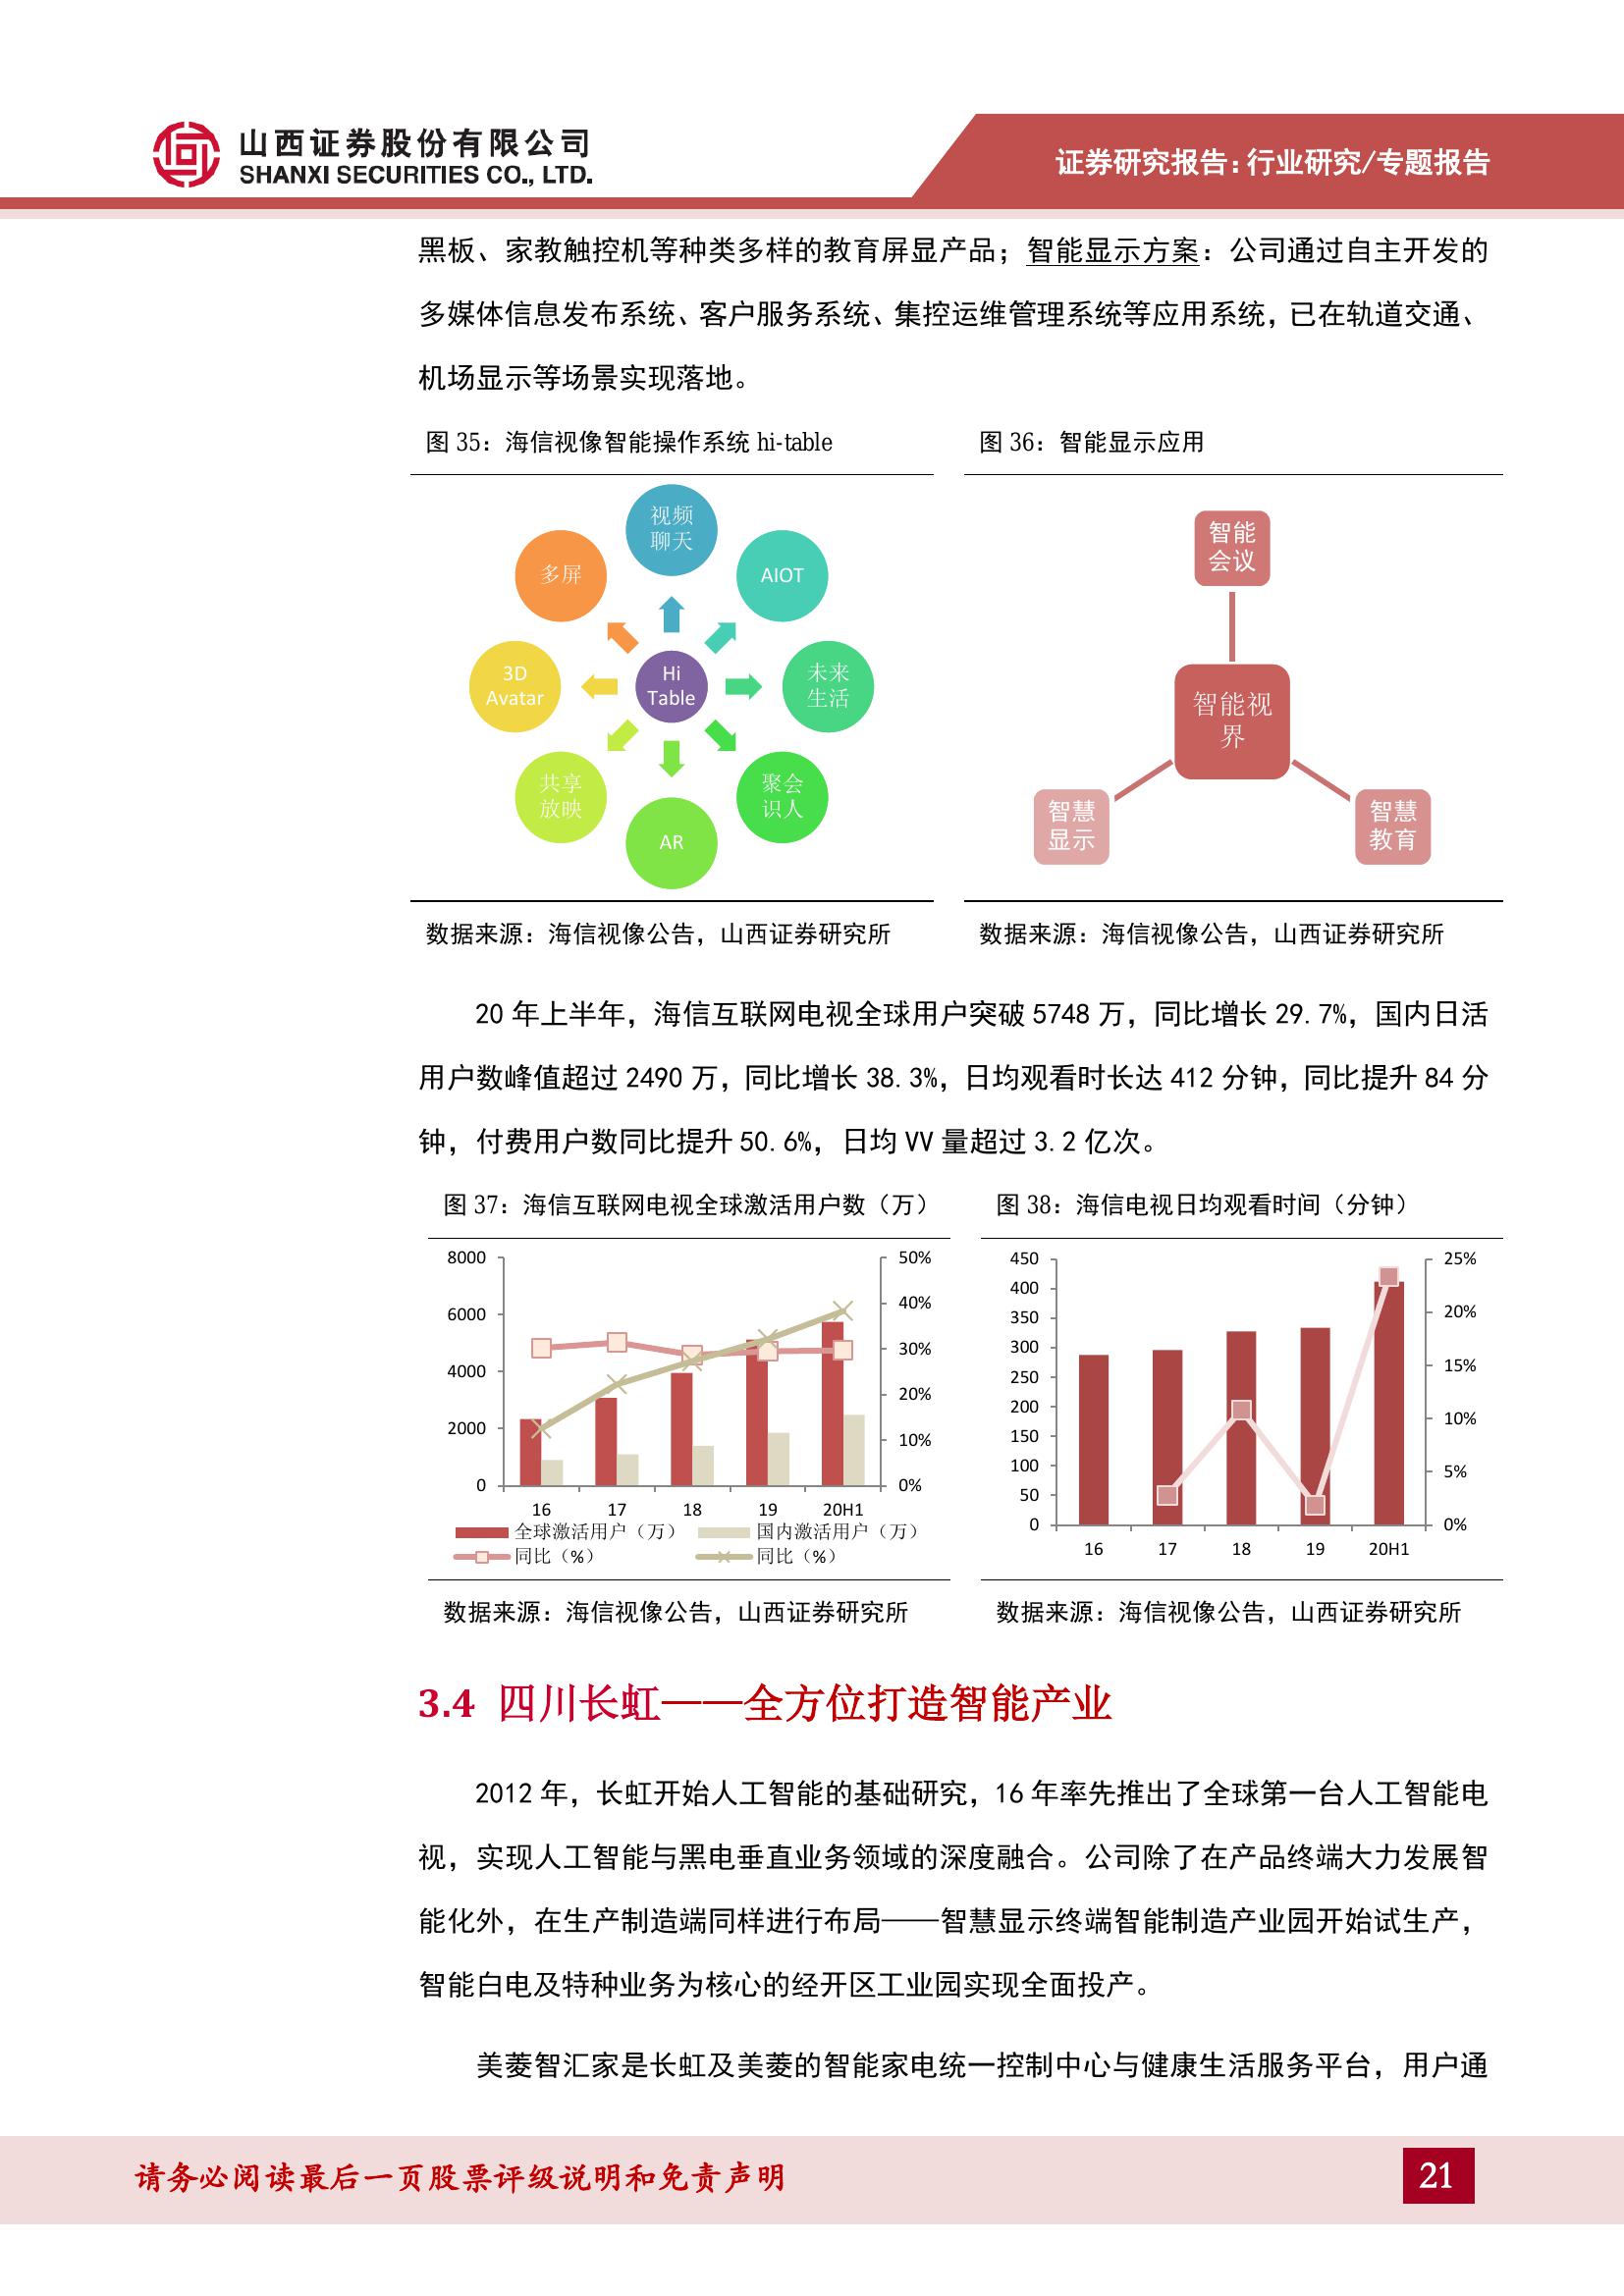 山西证券股份有限公司
SHANXI SECURITIES CO., LTD.
证券研究报告:行业研究/专题报告
黑板、家教触控机等种类多样的教育屏显产品；智能显示方案：公司通过自主开发的
多媒体信息发布系统、客户服务系统、集控运维管理系统等应用系统，已在轨道交通、
机场显示等场景实现落地。
图 35：海信视像智能操作系统 hi-table
图 36：智能显示应用
视频
聊天
多屏
AIOT
3D
Avatar
Hi
Table
未来
生活
共享
放映
聚会
识人
AR
智能
会议
智能视
界
智慧
显示
智慧
教育
数据来源：海信视像公告，山西证券研究所
数据来源：海信视像公告，山西证券研究所
20 年上半年，海信互联网电视全球用户突破 5748 万，同比增长 29.7%，国内日活
用户数峰值超过 2490 万，同比增长 38.3%，日均观看时长达 412 分钟，同比提升 84 分
钟，付费用户数同比提升 50.6%，日均 VV 量超过 3.2 亿次。
图 37：海信互联网电视全球激活用户数（万）
图 38：海信电视日均观看时间（分钟）
8000
6000
4000
2000
0
50%
40%
30%
20%
10%
0%
16 17 18 19 20H1
全球激活用户（万） 国内激活用户（万）
同比（%） 同比（%）
450
400
350
300
250
200
150
100
50
0
25%
20%
15%
10%
5%
0%
16 17 18 19 20H1
数据来源：海信视像公告，山西证券研究所
数据来源：海信视像公告，山西证券研究所
3.4 四川长虹——全方位打造智能产业
2012 年，长虹开始人工智能的基础研究，16 年率先推出了全球第一台人工智能电
视，实现人工智能与黑电垂直业务领域的深度融合。公司除了在产品终端大力发展智
能化外，在生产制造端同样进行布局——智慧显示终端智能制造产业园开始试生产，
智能白电及特种业务为核心的经开区工业园实现全面投产。
美菱智汇家是长虹及美菱的智能家电统一控制中心与健康生活服务平台，用户通
请务必阅读最后一页股票评级说明和免责声明
21